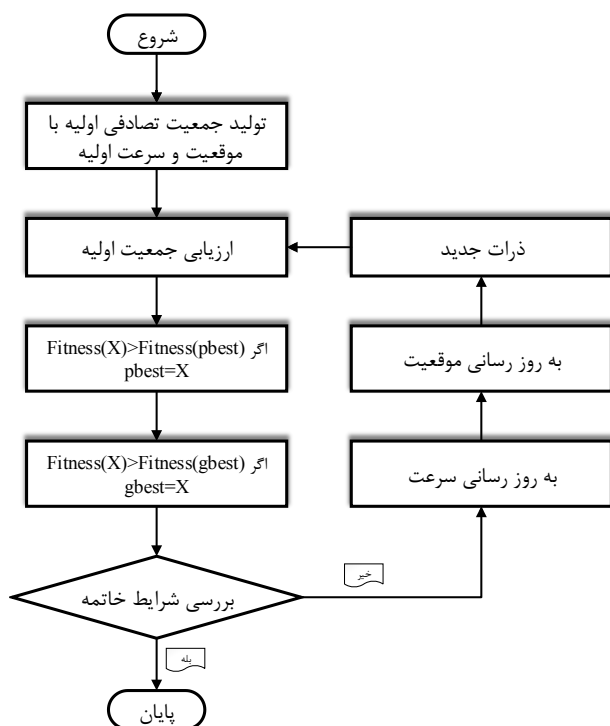 شروع
تولید جمعیت تصادفی اولیه با
موقعیت و سرعت اولیه
ارزیابی جمعیت اولیه
ذرات جدید
اگر Fitness(X)>Fitness(pbest)
pbest=X
به روز رسانی موقعیت
اگر Fitness(X)>Fitness(gbest)
gbest=X
به روز رسانی سرعت
بررسی شرایط خاتمه
خیر
بله
پایان